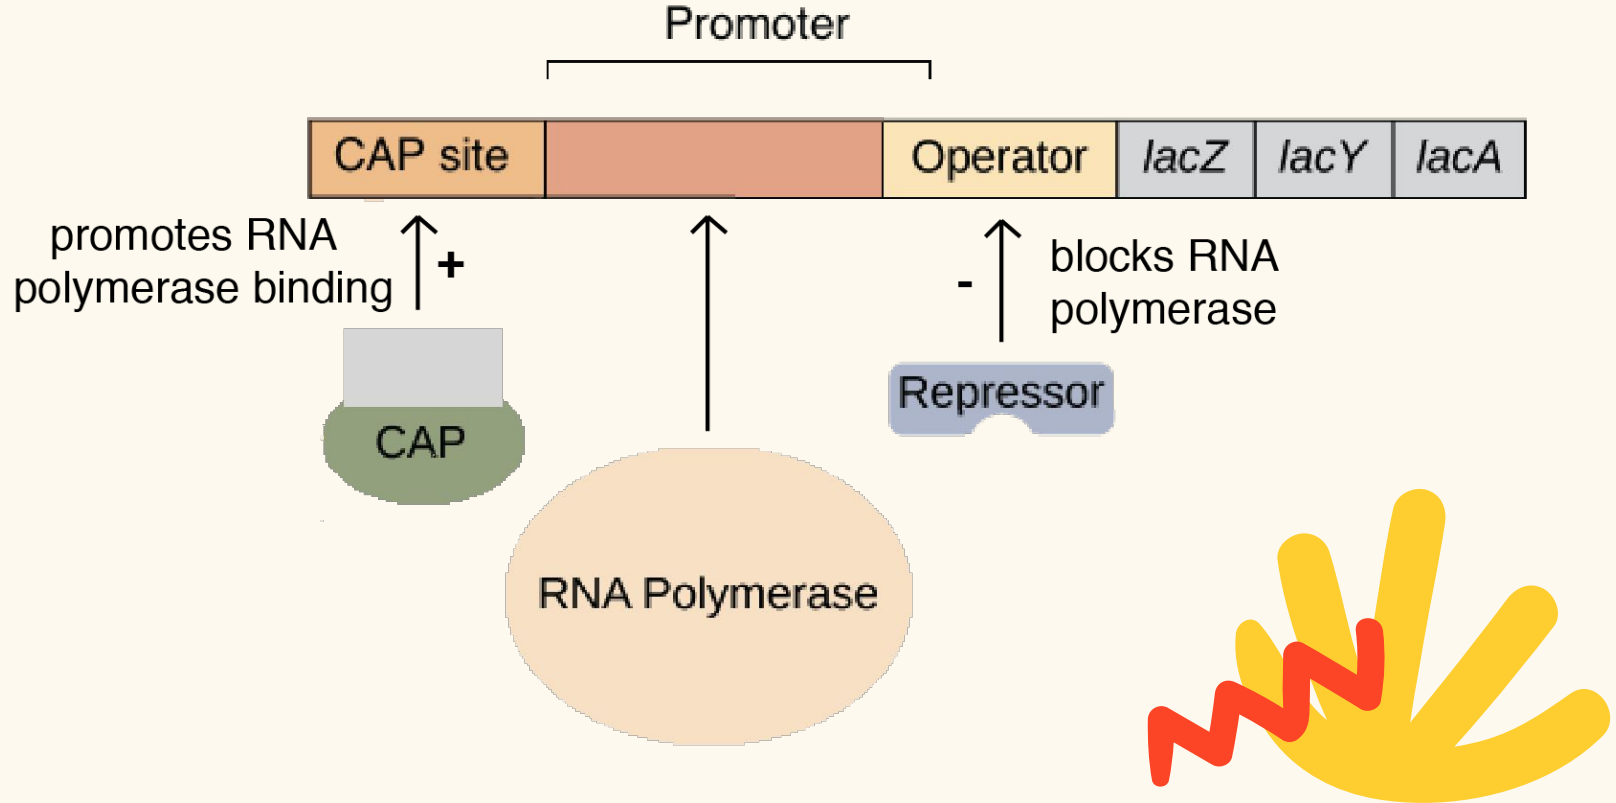 Promoter
CAP site
Operator
lacZ
lacY
lacA
promotes RNA
polymerase binding
+
-
blocks RNA
polymerase
CAP
Repressor
RNA Polymerase